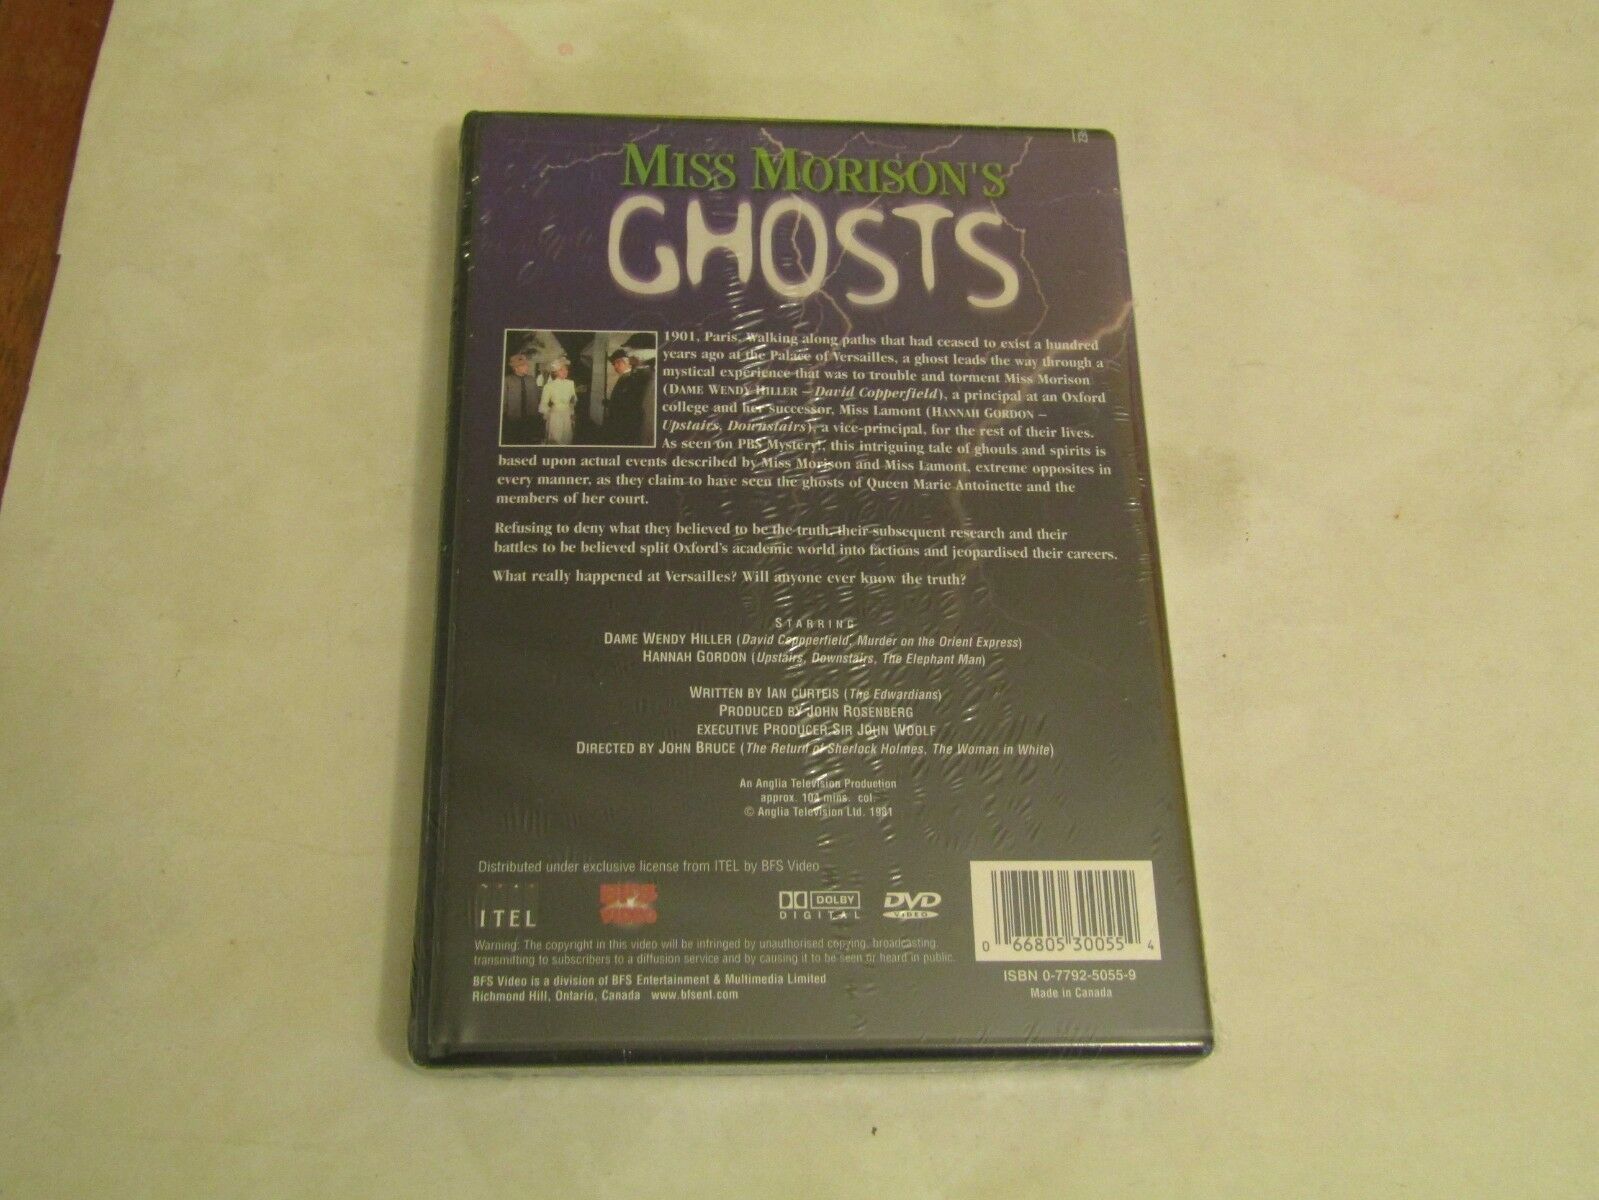 MISS MORISON'S
GHOSTS
1901, Paris. Walking along paths that had ceased to exist a hundred
years ago at the Palace of Versailles, a ghost leads the way through a
mystical experience that was to trouble and torment Miss Morison
(DAME WENDY HILLER – David Copperfield), a principal at an Oxford
college and her successor, Miss Lamont (HANNAH GORDON –
Upstairs, Downstairs), a vice-principal, for the rest of their lives.
As seen on PBS Mystery!, this intriguing tale of ghouls and spirits is
based upon actual events described by Miss Morison and Miss Lamont, extreme opposites in
every manner, as they claim to have seen the ghosts of Queen Marie Antoinette and the
members of her court.
Refusing to deny what they believed to be the truth, their subsequent research and their
battles to be believed split Oxford's academic world into factions and jeopardised their careers.
What really happened at Versailles? Will anyone ever know the truth?
STARRING
DAME WENDY HILLER (David Cappperfield, Murder on the Orient Express)
HANNAH GORDON (Upstairs, Downstairs, The Elephant Man)
WRITTEN BY IAN CURTEIS (The Edwardians)
PRODUCED BY JOHN ROSENBERG
EXECUTIVE PRODUCER SIR JOHN WOOLF
DIRECTED BY JOHN BRUCE (The Return of Sherlock Holmes, The Woman in White)
An Anglia Television Production
approx. 104 mins. col.
© Anglia Television Ltd. 1981
Distributed under exclusive license from ITEL by BFS Video
ITEL
VIDEO
DOLBY
DIGITAL
DVD
VIDEO
0 66805 30055 4
Warning: The copyright in this video will be infringed by unauthorised copying, broadcasting,
transmitting to subscribers to a diffusion service and by causing it to be seen or heard in public.
BFS Video is a division of BFS Entertainment & Multimedia Limited
Richmond Hill, Ontario, Canada www.bfsent.com
ISBN 0-7792-5055-9
Made in Canada